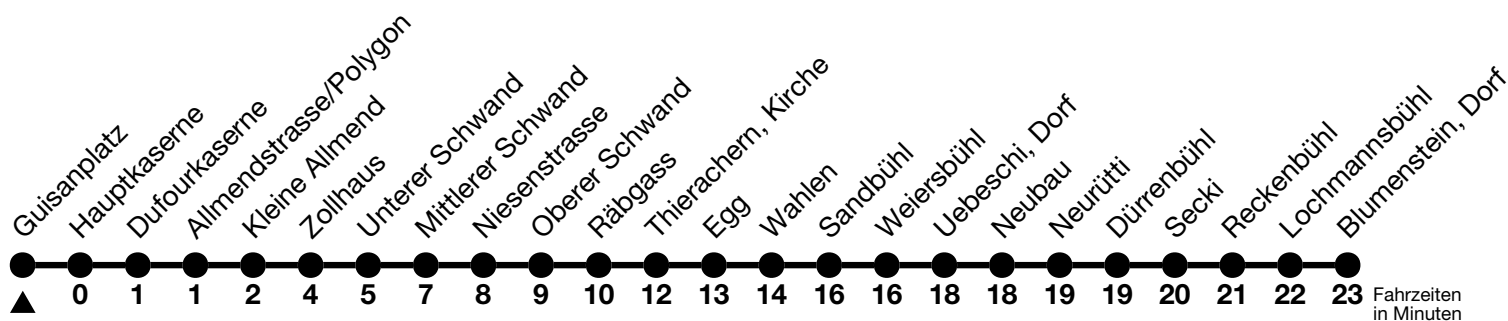 Guisanplatz
Hauptkaserne
Dufourkaserne
Allmendstrasse/Polygon
Kleine Allmend
Zollhaus
Unterer Schwand
Mittlerer Schwand
Niesenstrasse
Oberer Schwand
Räbgass
Thierachern, Kirche
Egg
Wahlen
Sandbühl
Weiersbühl
Uebeschi, Dorf
Neubau
Neurütti
Dürrenbühl
Secki
Reckenbühl
Lochmannsbühl
Blumenstein, Dorf
0 1 1 2 4 5 7 8 9 10 12 13 14 16 16 18 18 19 19 20 21 22 23
Fahrzeiten
in Minuten